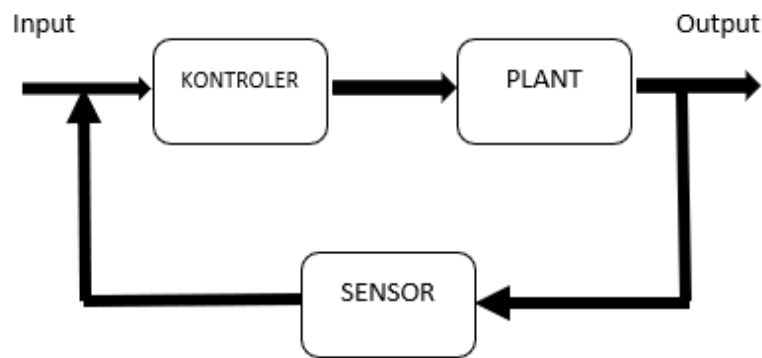 Input
Output
KONTROLER
PLANT
SENSOR